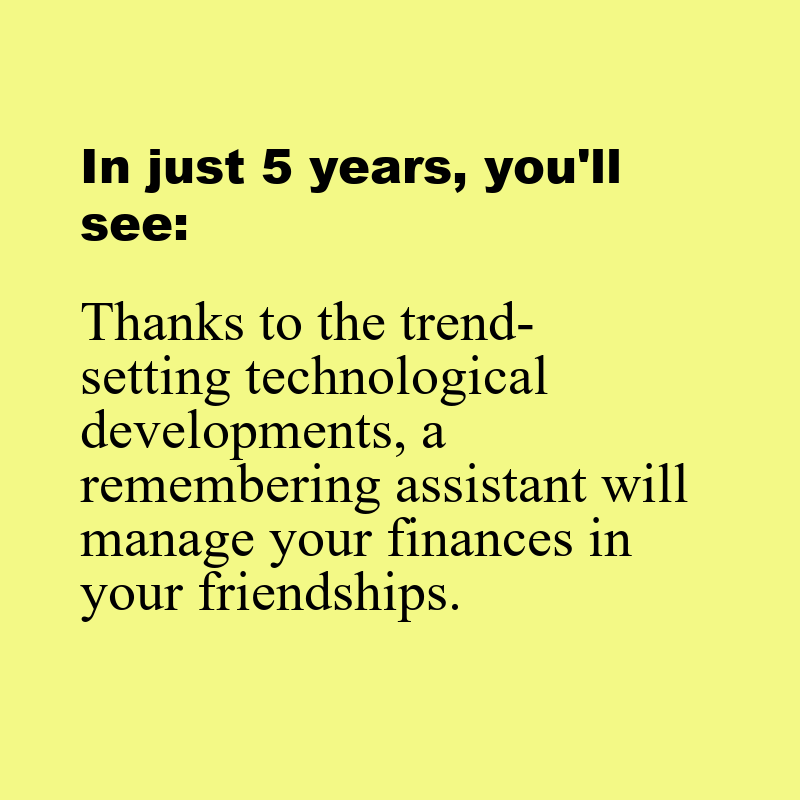 In just 5 years, you'll
see:
Thanks to the trend-
setting technological
developments, a
remembering assistant will
manage your finances in
your friendships.